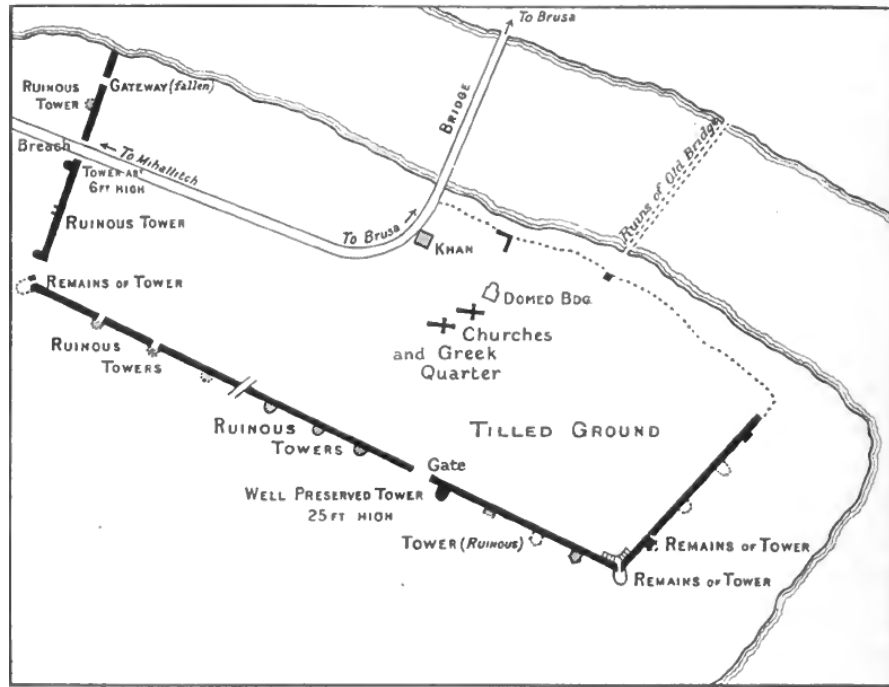 To Brusa
RUINOUS
TOWER
GATEWAY (fallen)
BRIDGE
Ruins of Old Bridge
Breach
To Mihallitch
TOWER AB.T
6FT HIGH
RUINOUS TOWER
To Brusa
KHAN
REMAINS OF TOWER
DOMED BDG.
Churches
and Greek
Quarter
RUINOUS
TOWERS
RUINOUS
TOWERS
TILLED GROUND
Gate
WELL PRESERVED TOWER
25 FT HIGH
TOWER (RUINOUS)
REMAINS OF TOWER
REMAINS OF TOWER